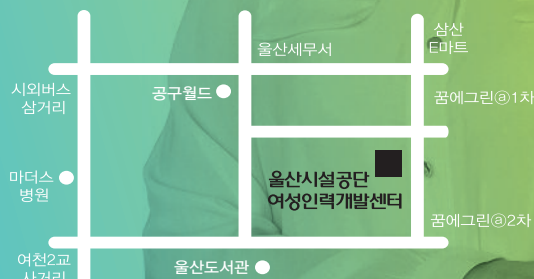 삼산
E마트
울산세무서
시외버스
삼거리
공구월드
꿈에그린ⓐ1차
마더스
병원
울산시설공단
여성인력개발센터
꿈에그린ⓐ2차
여천2교
사거리
울산도서관